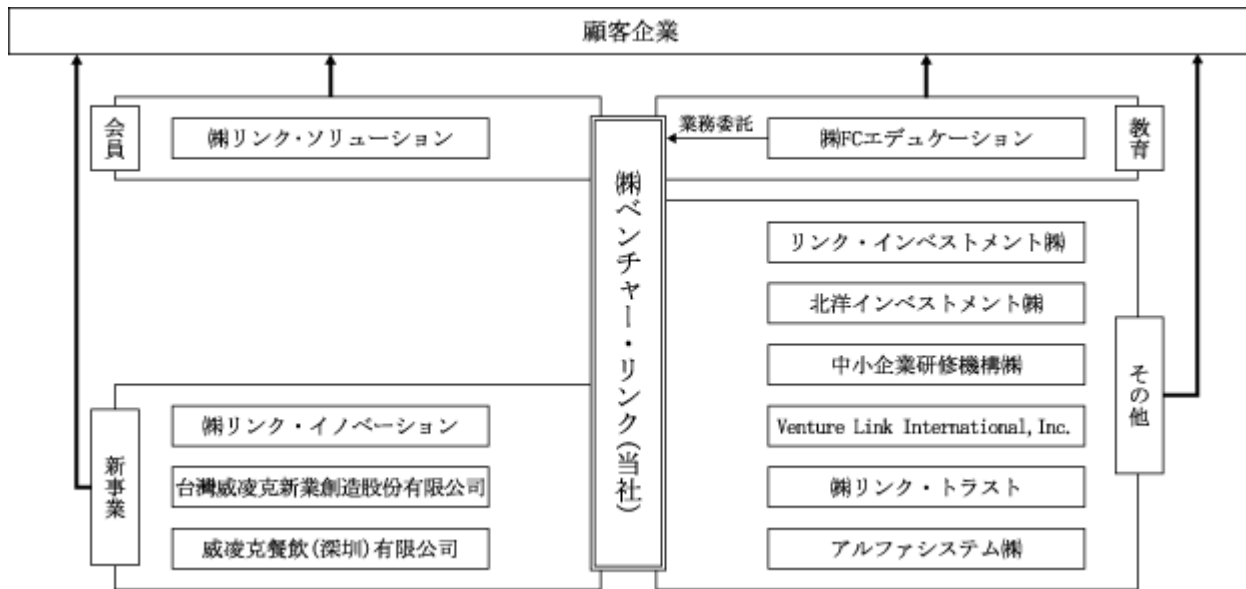 顧客企業
会員
㈱リンク・ソリューション
業務委託
㈱FCエデュケーション
教育
㈱ベンチャー・リンク(当社)
リンク・インベストメント㈱
北洋インベストメント㈱
中小企業研修機構㈱
Venture Link International,Inc.
㈱リンク・トラスト
アルファシステム㈱
その他
新事業
㈱リンク・イノベーション
台灣威凌克新業創造股份有限公司
威凌克餐飲(深圳)有限公司